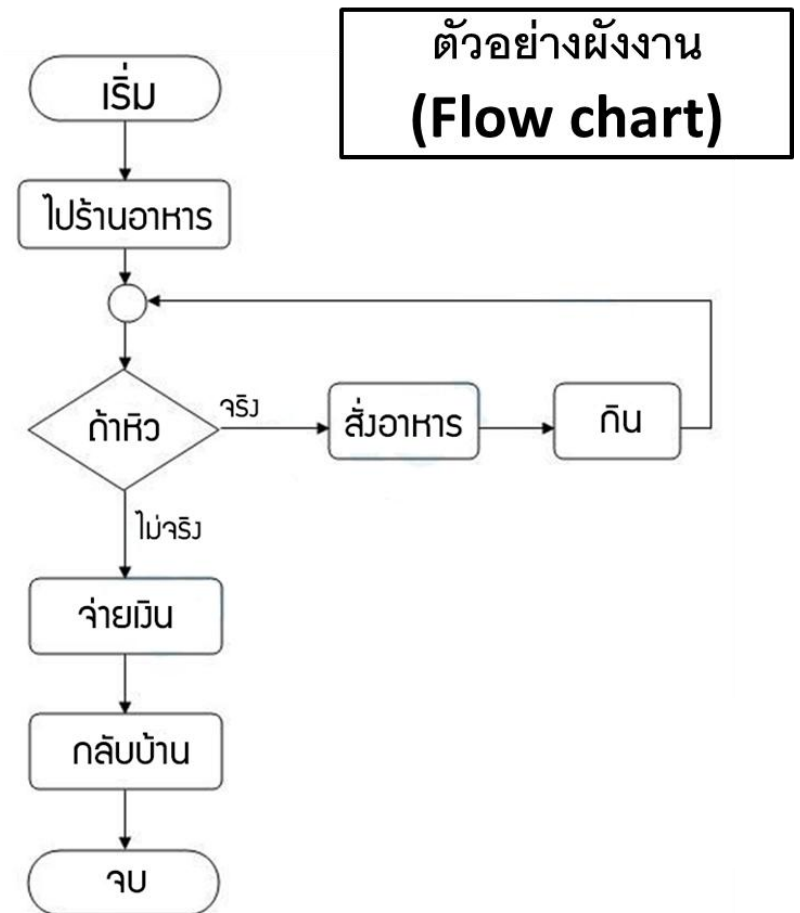 ตัวอย่างผังงาน
(Flow chart)
เริ่ม
ไปร้านอาหาร
ถ้าหิว
จริง
สั่งอาหาร
กิน
ไม่จริง
จ่ายเงิน
กลับบ้าน
จบ